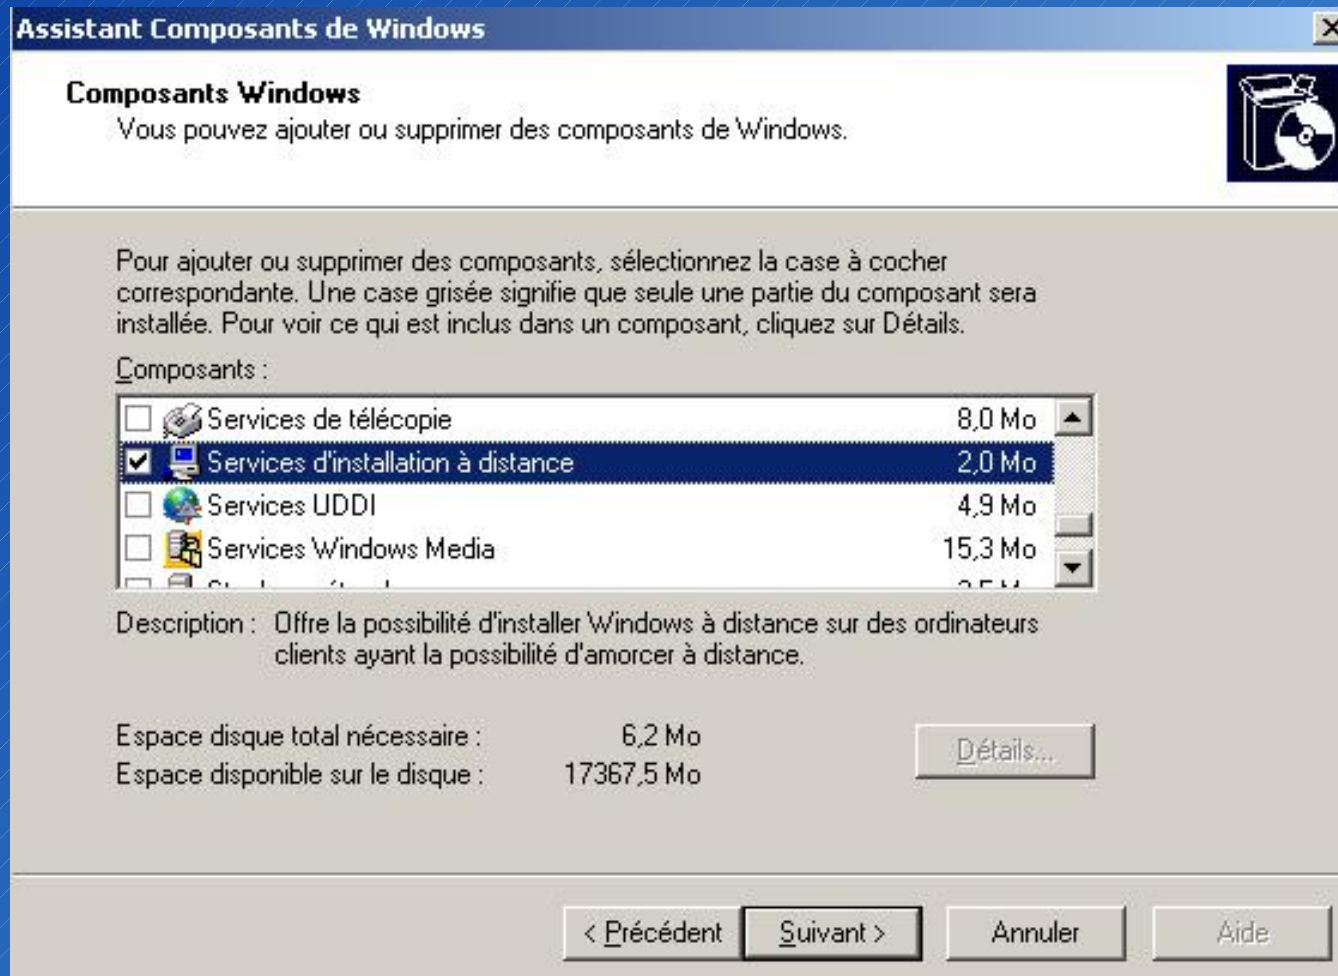 Assistant Composants de Windows
Composants Windows
Vous pouvez ajouter ou supprimer des composants de Windows.
Pour ajouter ou supprimer des composants, sélectionnez la case à cocher
correspondante. Une case grisée signifie que seule une partie du composant sera
installée. Pour voir ce qui est inclus dans un composant, cliquez sur Détails.
Composants :
Services de télécopie 8,0 Mo
Services d'installation à distance 2,0 Mo
Services UDDI 4,9 Mo
Services Windows Media 15,3 Mo
Description : Offre la possibilité d'installer Windows à distance sur des ordinateurs
clients ayant la possibilité d'amorcer à distance.
Espace disque total nécessaire : 6,2 Mo
Détails...
Espace disponible sur le disque : 17367,5 Mo
< Précédent Suivant > Annuler Aide